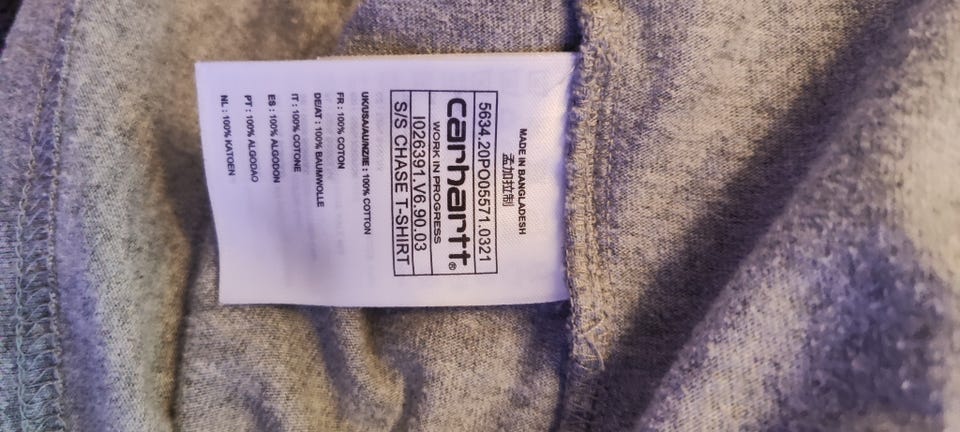 MADE IN BANGLADESH
孟加拉制
5634.20PO05571.0321
carhartt®
WORK IN PROGRESS
I026391.V6.90.03
S/S CHASE T-SHIRT
UK/USA/AU/NZ/IE : 100% COTTON
FR : 100% COTON
DE/AT : 100% BAUMWOLLE
IT : 100% COTONE
ES : 100% ALGODON
PT : 100% ALGODAO
NL : 100% KATOEN